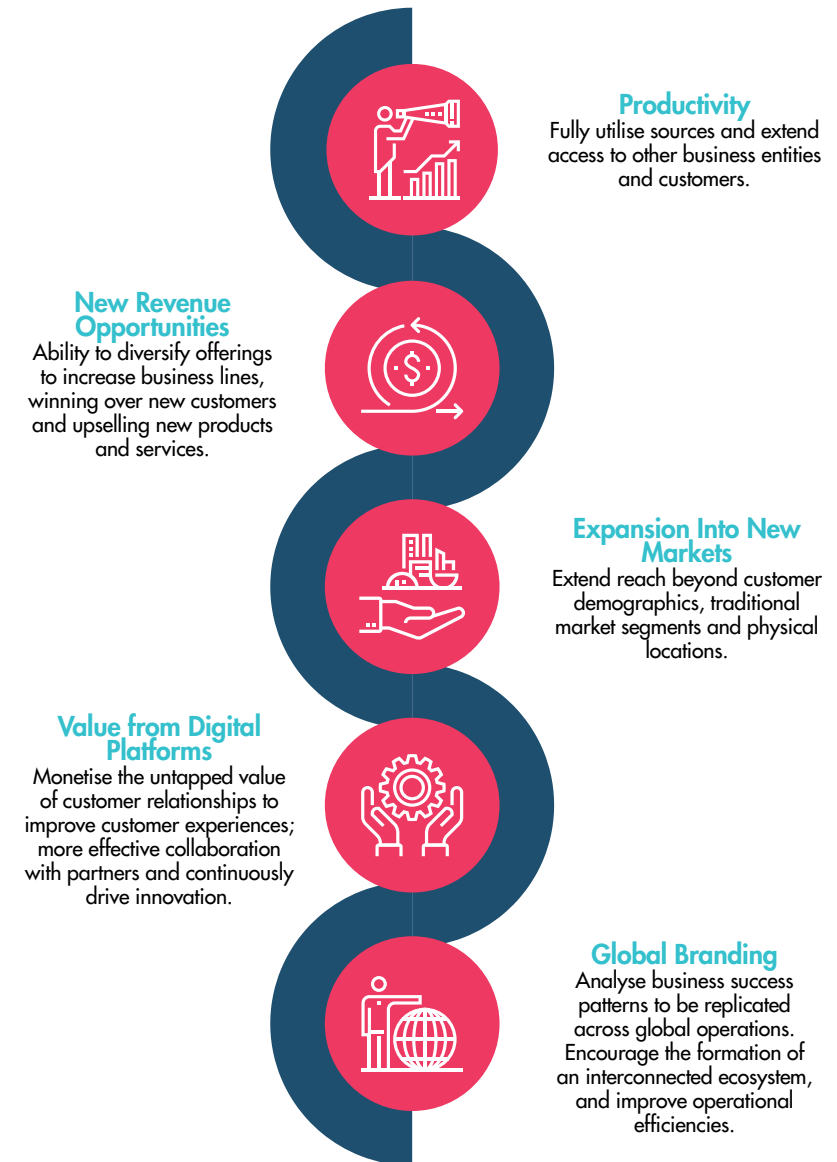 Productivity
Fully utilise sources and extend
access to other business entities
and customers.
New Revenue
Opportunities
Ability to diversify offerings
to increase business lines,
winning over new customers
and upselling new products
and services.
Expansion Into New
Markets
Extend reach beyond customer
demographics, traditional
market segments and physical
locations.
Value from Digital
Platforms
Monetise the untapped value
of customer relationships to
improve customer experiences;
more effective collaboration
with partners and continuously
drive innovation.
Global Branding
Analyse business success
patterns to be replicated
across global operations.
Encourage the formation of
an interconnected ecosystem,
and improve operational
efficiencies.